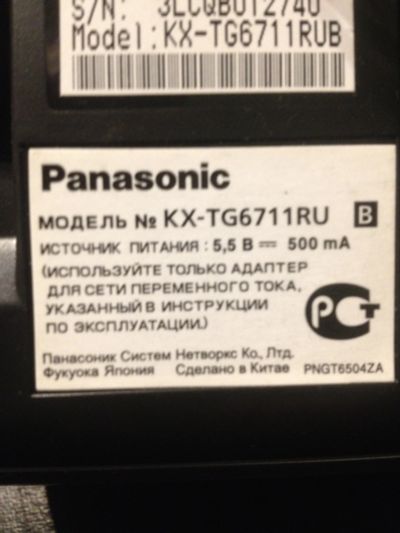 S/N: 3LCQB012740
Model:KX-TG6711RUB
Panasonic
МОДЕЛЬ № KX-TG6711RU B
ИСТОЧНИК ПИТАНИЯ: 5,5 В ⎓ 500 mA
(ИСПОЛЬЗУЙТЕ ТОЛЬКО АДАПТЕР
ДЛЯ СЕТИ ПЕРЕМЕННОГО ТОКА,
УКАЗАННЫЙ В ИНСТРУКЦИИ
ПО ЭКСПЛУАТАЦИИ.)
РСТ
Панасоник Систем Нетворкс Ко., Лтд.
Фукуока Япония Сделано в Китае PNGT6504ZA